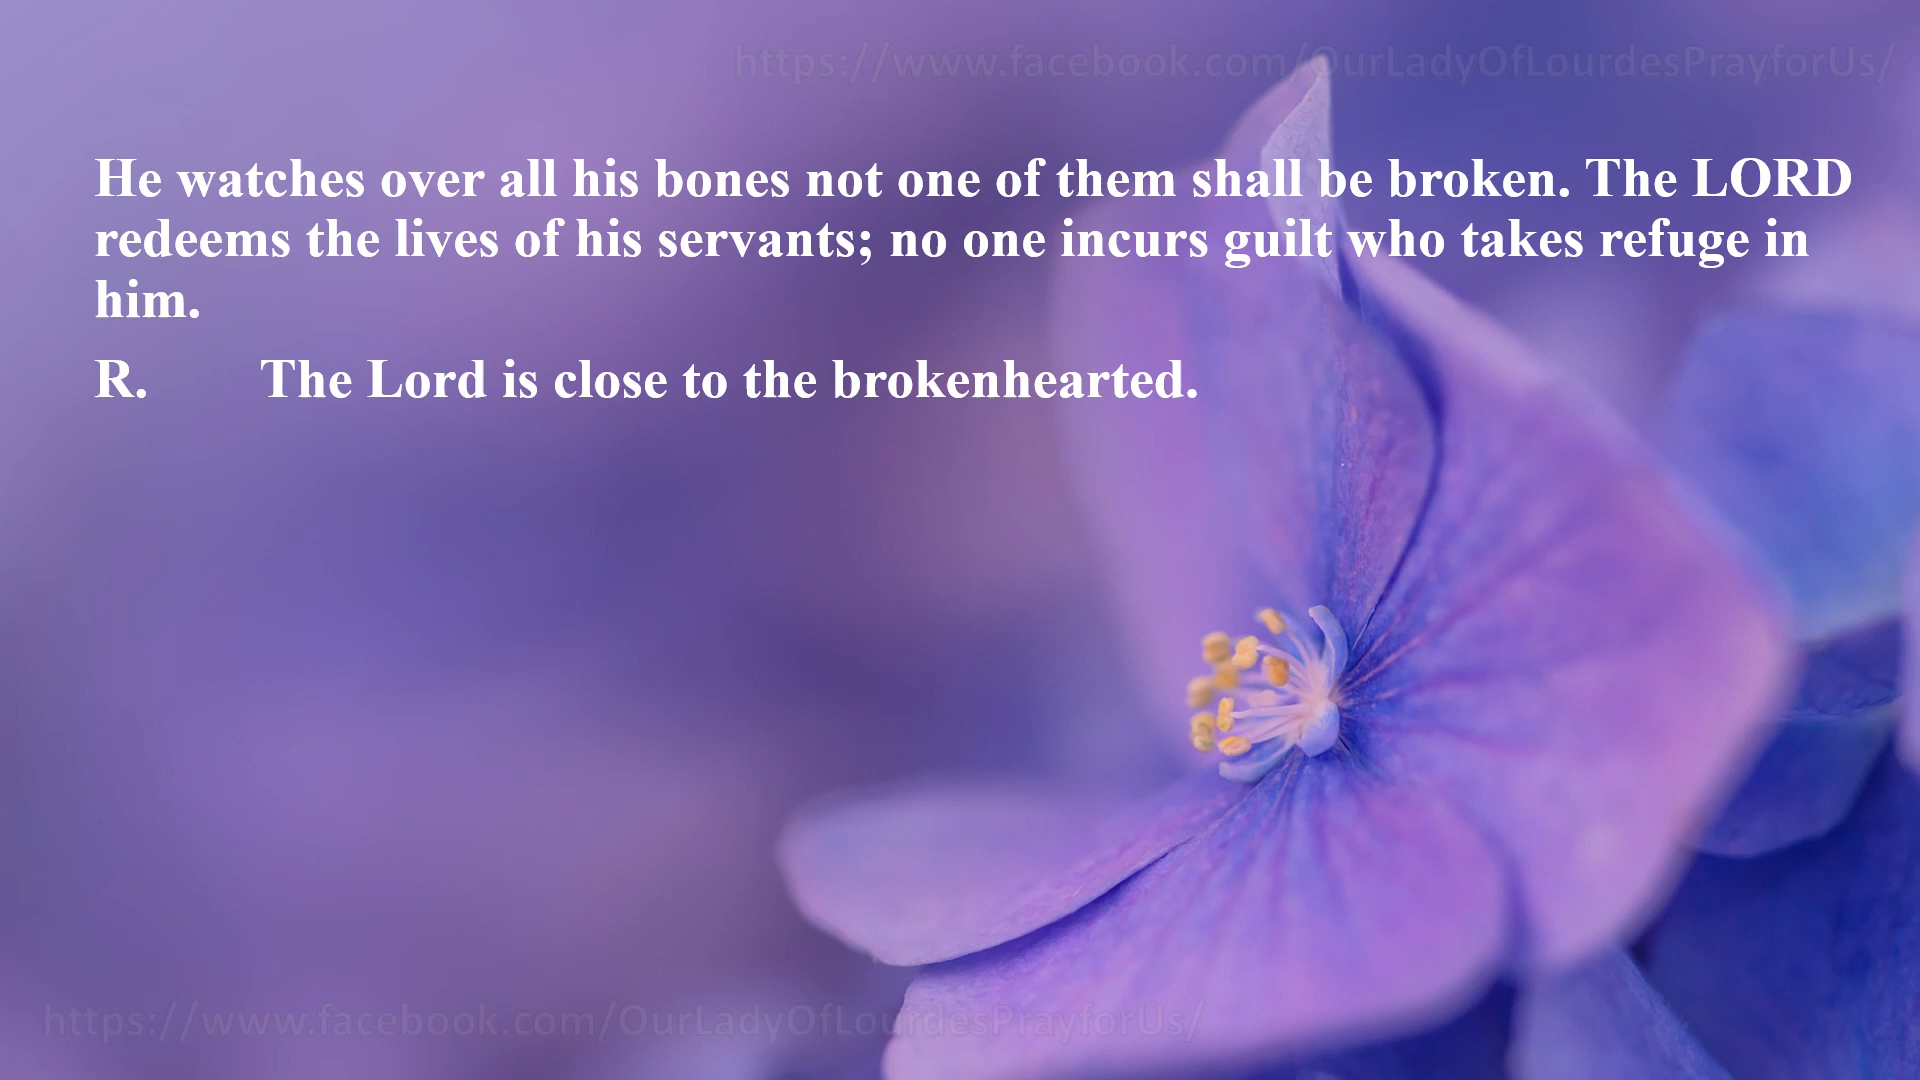 https://www.facebook.com/OurLadyOfLourdesPrayforUs/
He watches over all his bones not one of them shall be broken. The LORD
redeems the lives of his servants; no one incurs guilt who takes refuge in
him.
R. The Lord is close to the brokenhearted.
https://www.facebook.com/OurLadyOfLourdesPrayforUs/